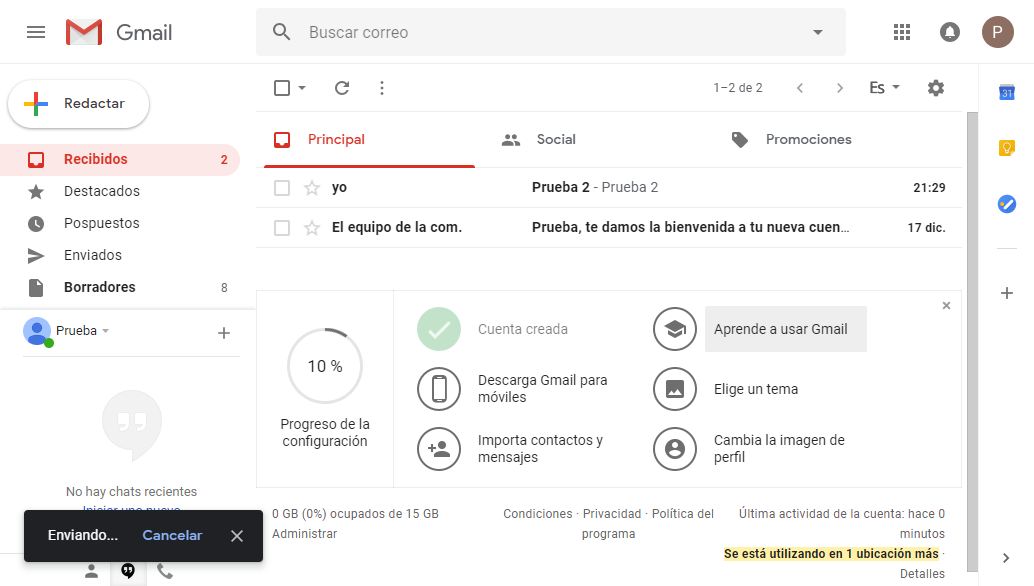 Gmail
Buscar correo
P
Redactar
1–2 de 2
Es
31
Recibidos 2
Destacados
Pospuestos
Enviados
Borradores 8
Prueba
No hay chats recientes
Iniciar uno nuevo
Enviando... Cancelar
Principal
Social
Promociones
yo Prueba 2 - Prueba 2 21:29
El equipo de la com. Prueba, te damos la bienvenida a tu nueva cuen… 17 dic.
10 %
Progreso de la
configuración
Cuenta creada
Aprende a usar Gmail
Descarga Gmail para
móviles
Elige un tema
Importa contactos y
mensajes
Cambia la imagen de
perfil
0 GB (0%) ocupados de 15 GB
Administrar
Condiciones · Privacidad · Política del
programa
Última actividad de la cuenta: hace 0
minutos
Se está utilizando en 1 ubicación más ·
Detalles